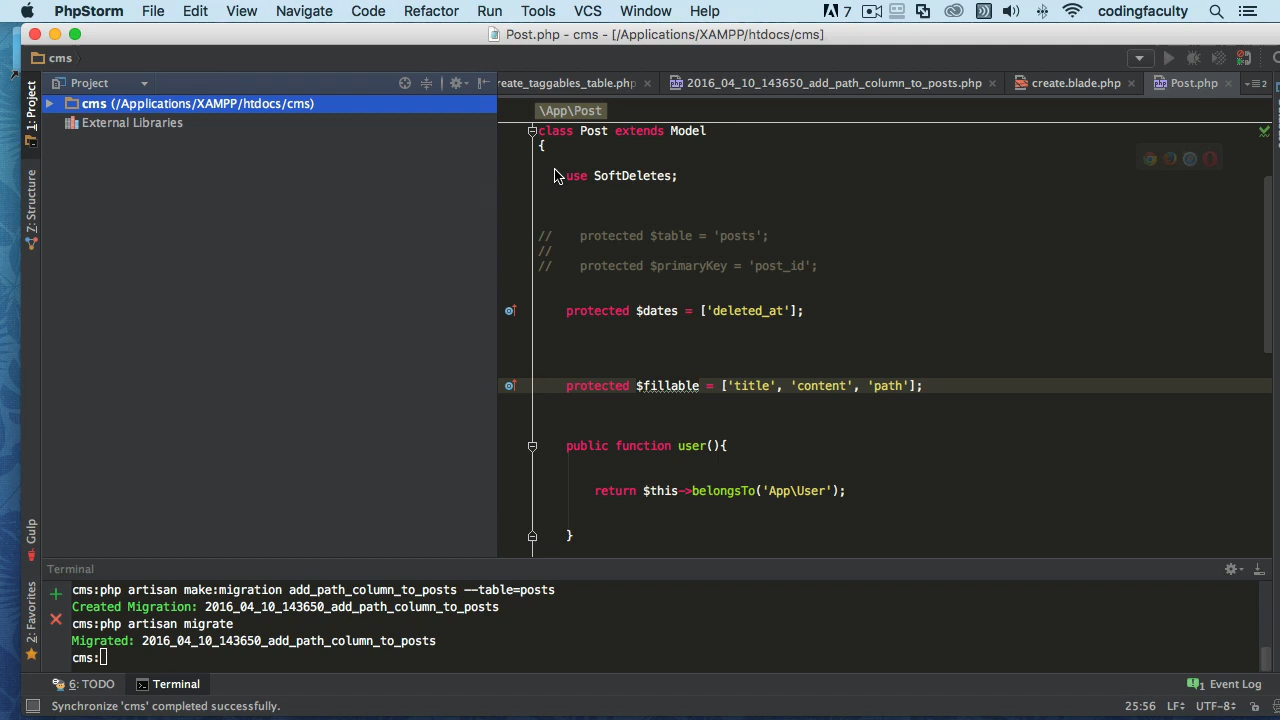 PhpStorm File Edit View Navigate Code Refactor Run Tools VCS Window Help 7 codingfaculty
Post.php - cms - [/Applications/XAMPP/htdocs/cms]
cms
1: Project
Z: Structure
Gulp
2: Favorites
Project
cms (/Applications/XAMPP/htdocs/cms)
External Libraries
create_taggables_table.php 2016_04_10_143650_add_path_column_to_posts.php create.blade.php Post.php 2
\App\Post
class Post extends Model
{
use SoftDeletes;
// protected $table = 'posts';
//
// protected $primaryKey = 'post_id';
protected $dates = ['deleted_at'];
protected $fillable = ['title', 'content', 'path'];
public function user(){
return $this->belongsTo('App\User');
}
Terminal
cms:php artisan make:migration add_path_column_to_posts --table=posts
Created Migration: 2016_04_10_143650_add_path_column_to_posts
cms:php artisan migrate
Migrated: 2016_04_10_143650_add_path_column_to_posts
cms:
6: TODO Terminal 1 Event Log
Synchronize 'cms' completed successfully. 25:56 LF UTF-8